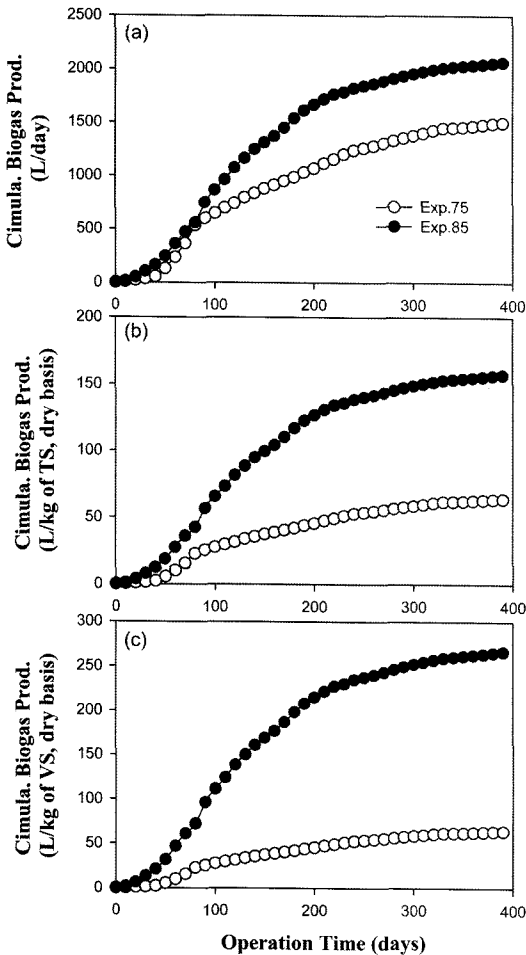 (a)
Cimula. Biogas Prod.
(L/day)
2500
2000
1500
1000
500
0
Exp.75
Exp.85
0 100 200 300 400
(b)
Cimula. Biogas Prod.
(L/kg of TS, dry basis)
200
150
100
50
0
0 100 200 300 400
(c)
Cimula. Biogas Prod.
(L/kg of VS, dry basis)
300
250
200
150
100
50
0
0 100 200 300 400
Operation Time (days)